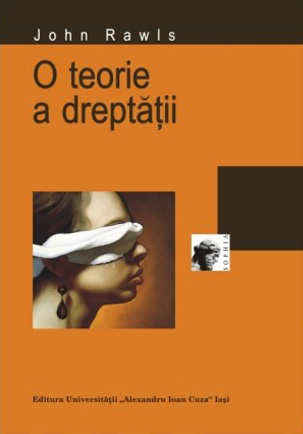 John Rawls
O teorie
a dreptății
SOPHIA
Editura Universității „Alexandru Ioan Cuza“ Iași